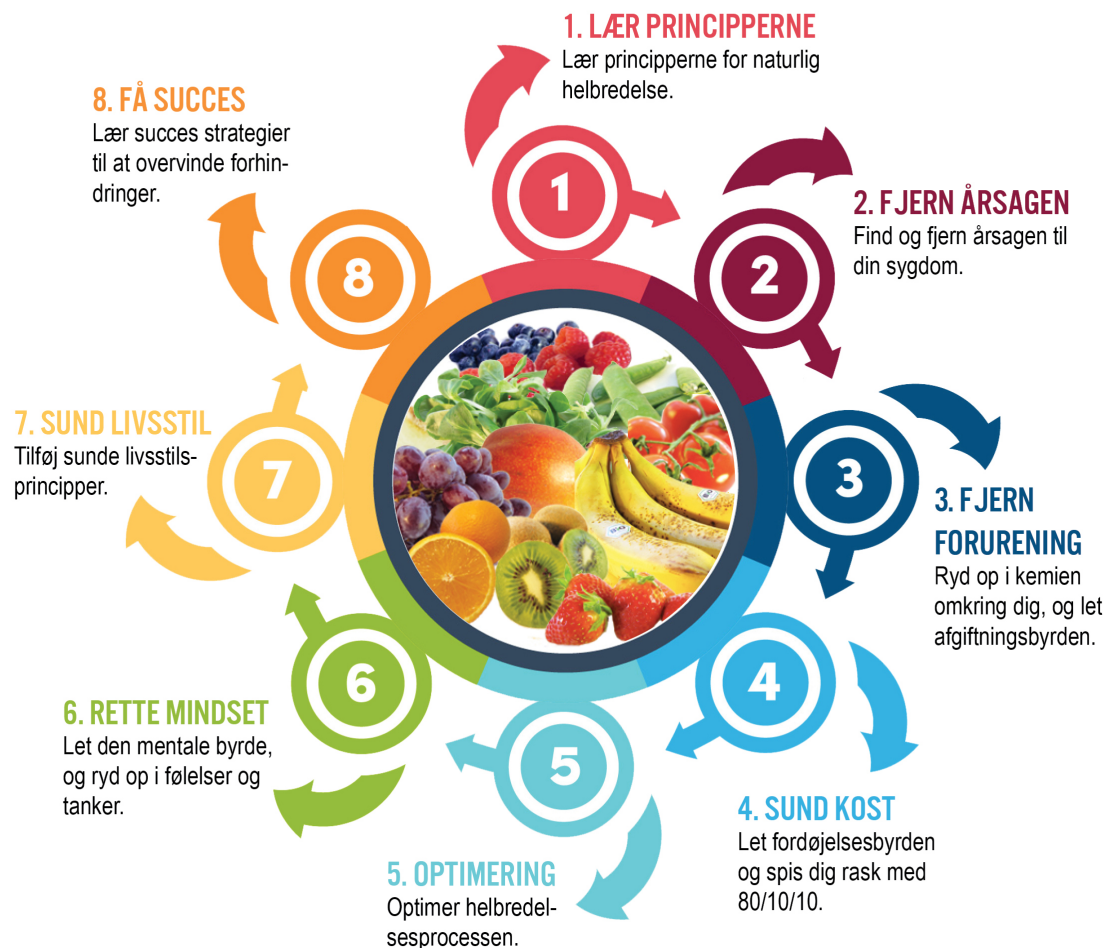 1. LÆR PRINCIPPERNE
Lær principperne for naturlig
helbredelse.
1
2. FJERN ÅRSAGEN
Find og fjern årsagen til
din sygdom.
2
3. FJERN
FORURENING
Ryd op i kemien
omkring dig, og let
afgiftningsbyrden.
3
4. SUND KOST
Let fordøjelsesbyrden
og spis dig rask med
80/10/10.
4
5. OPTIMERING
Optimer helbredel-
sesprocessen.
5
6. RETTE MINDSET
Let den mentale byrde,
og ryd op i følelser og
tanker.
6
7. SUND LIVSSTIL
Tilføj sunde livsstils-
principper.
7
8. FÅ SUCCES
Lær succes strategier
til at overvinde forhin-
dringer.
8